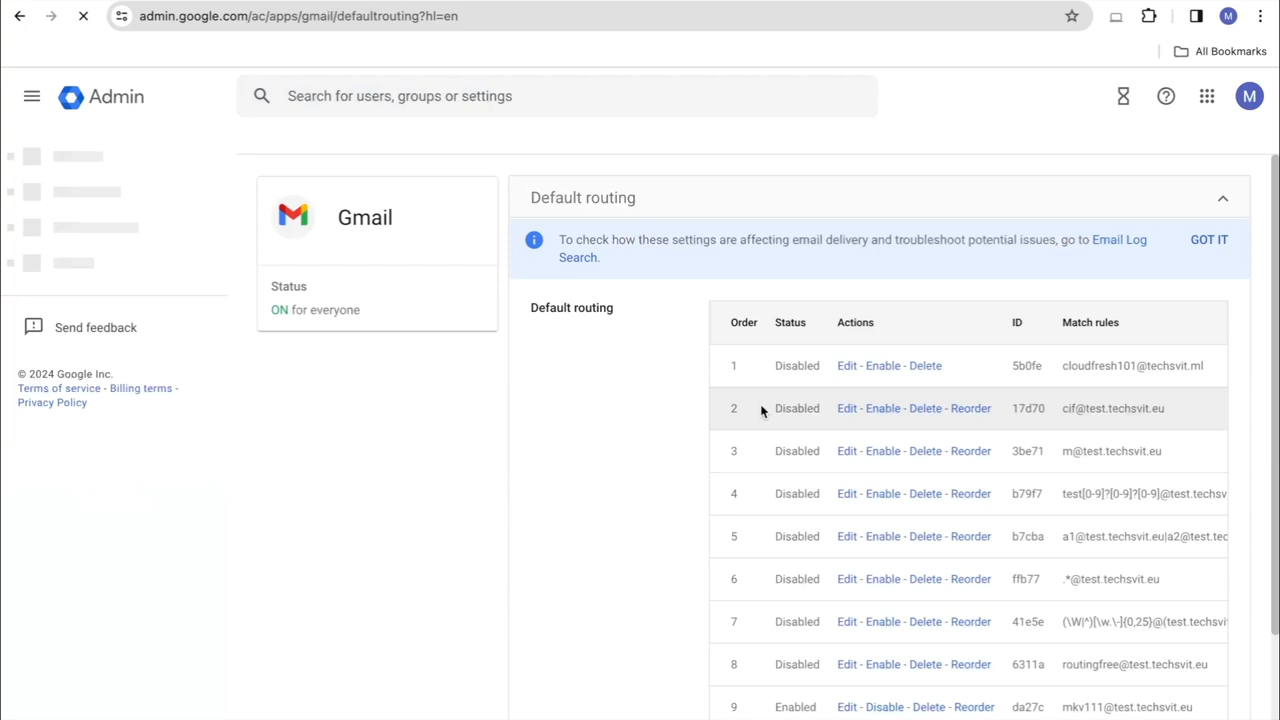 admin.google.com/ac/apps/gmail/defaultrouting?hl=en
M
All Bookmarks
Admin
Search for users, groups or settings
M
Gmail
Status
ON for everyone
Send feedback
© 2024 Google Inc.
Terms of service - Billing terms -
Privacy Policy
Default routing
To check how these settings are affecting email delivery and troubleshoot potential issues, go to Email Log
Search.
GOT IT
Default routing
Order Status Actions ID Match rules
1 Disabled Edit - Enable - Delete 5b0fe cloudfresh101@techsvit.ml
2 Disabled Edit - Enable - Delete - Reorder 17d70 cif@test.techsvit.eu
3 Disabled Edit - Enable - Delete - Reorder 3be71 m@test.techsvit.eu
4 Disabled Edit - Enable - Delete - Reorder b79f7 test[0-9]?[0-9]?[0-9]@test.techsv
5 Disabled Edit - Enable - Delete - Reorder b7cba a1@test.techsvit.eu|a2@test.tec
6 Disabled Edit - Enable - Delete - Reorder ffb77 .*@test.techsvit.eu
7 Disabled Edit - Enable - Delete - Reorder 41e5e (\W|^)[\w.\-]{0,25}@(test.techsvi
8 Disabled Edit - Enable - Delete - Reorder 6311a routingfree@test.techsvit.eu
9 Enabled Edit - Disable - Delete - Reorder da27c mkv111@test.techsvit.eu